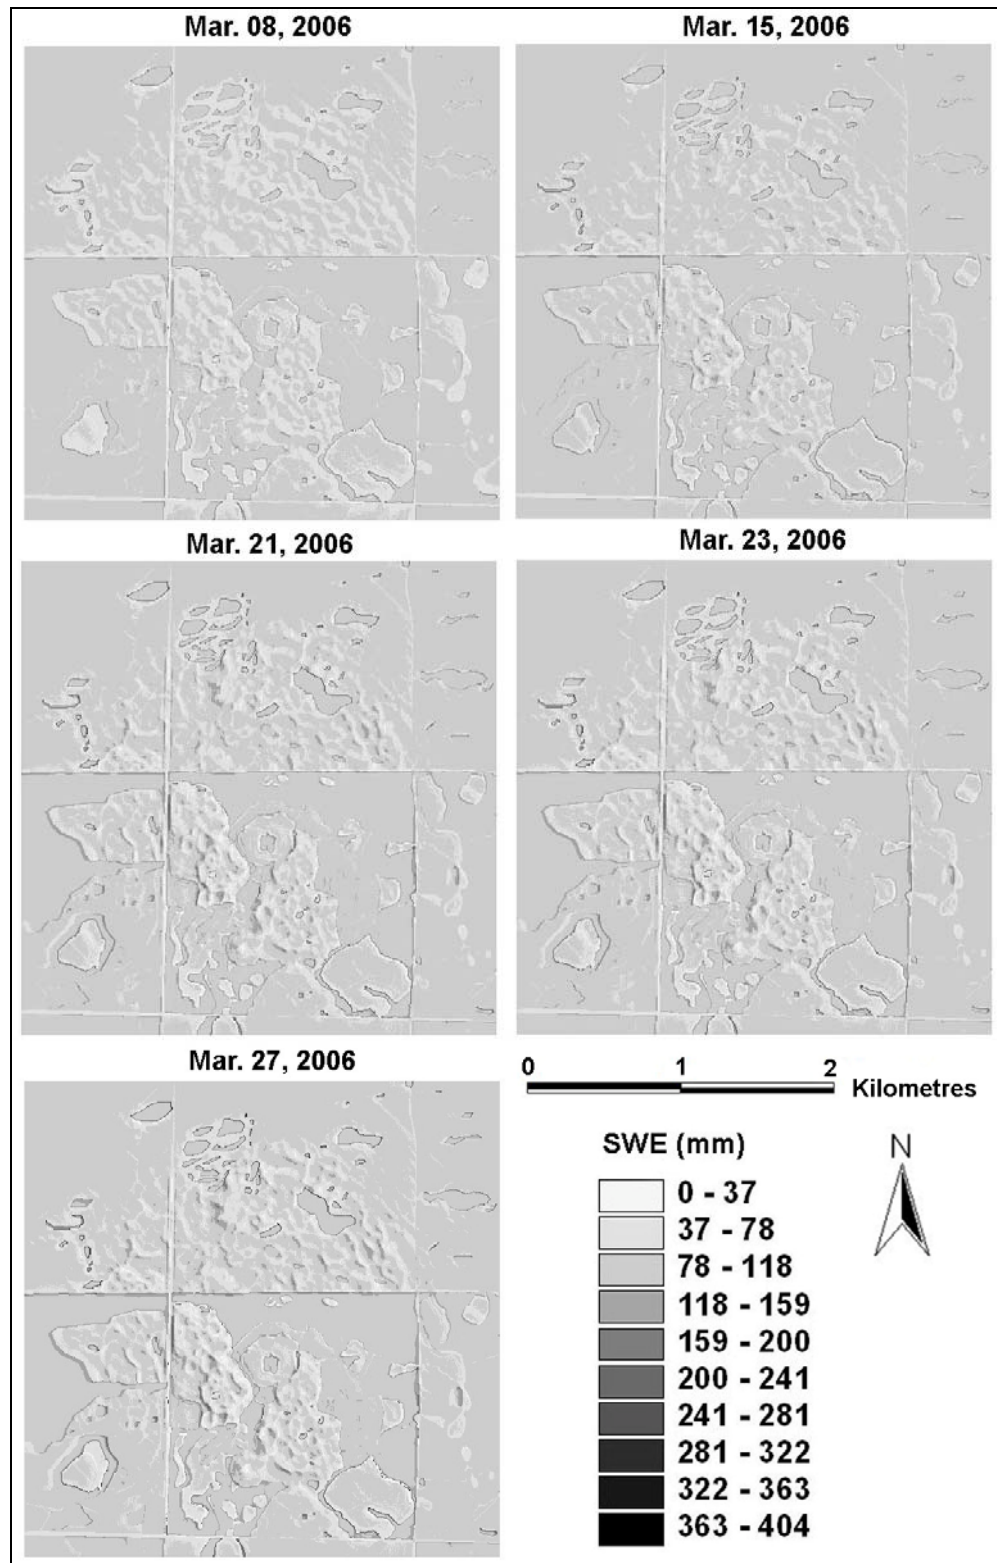 Mar. 08, 2006
Mar. 15, 2006
Mar. 21, 2006
Mar. 23, 2006
Mar. 27, 2006
0 1 2
Kilometres
SWE (mm)
N
0 - 37
37 - 78
78 - 118
118 - 159
159 - 200
200 - 241
241 - 281
281 - 322
322 - 363
363 - 404